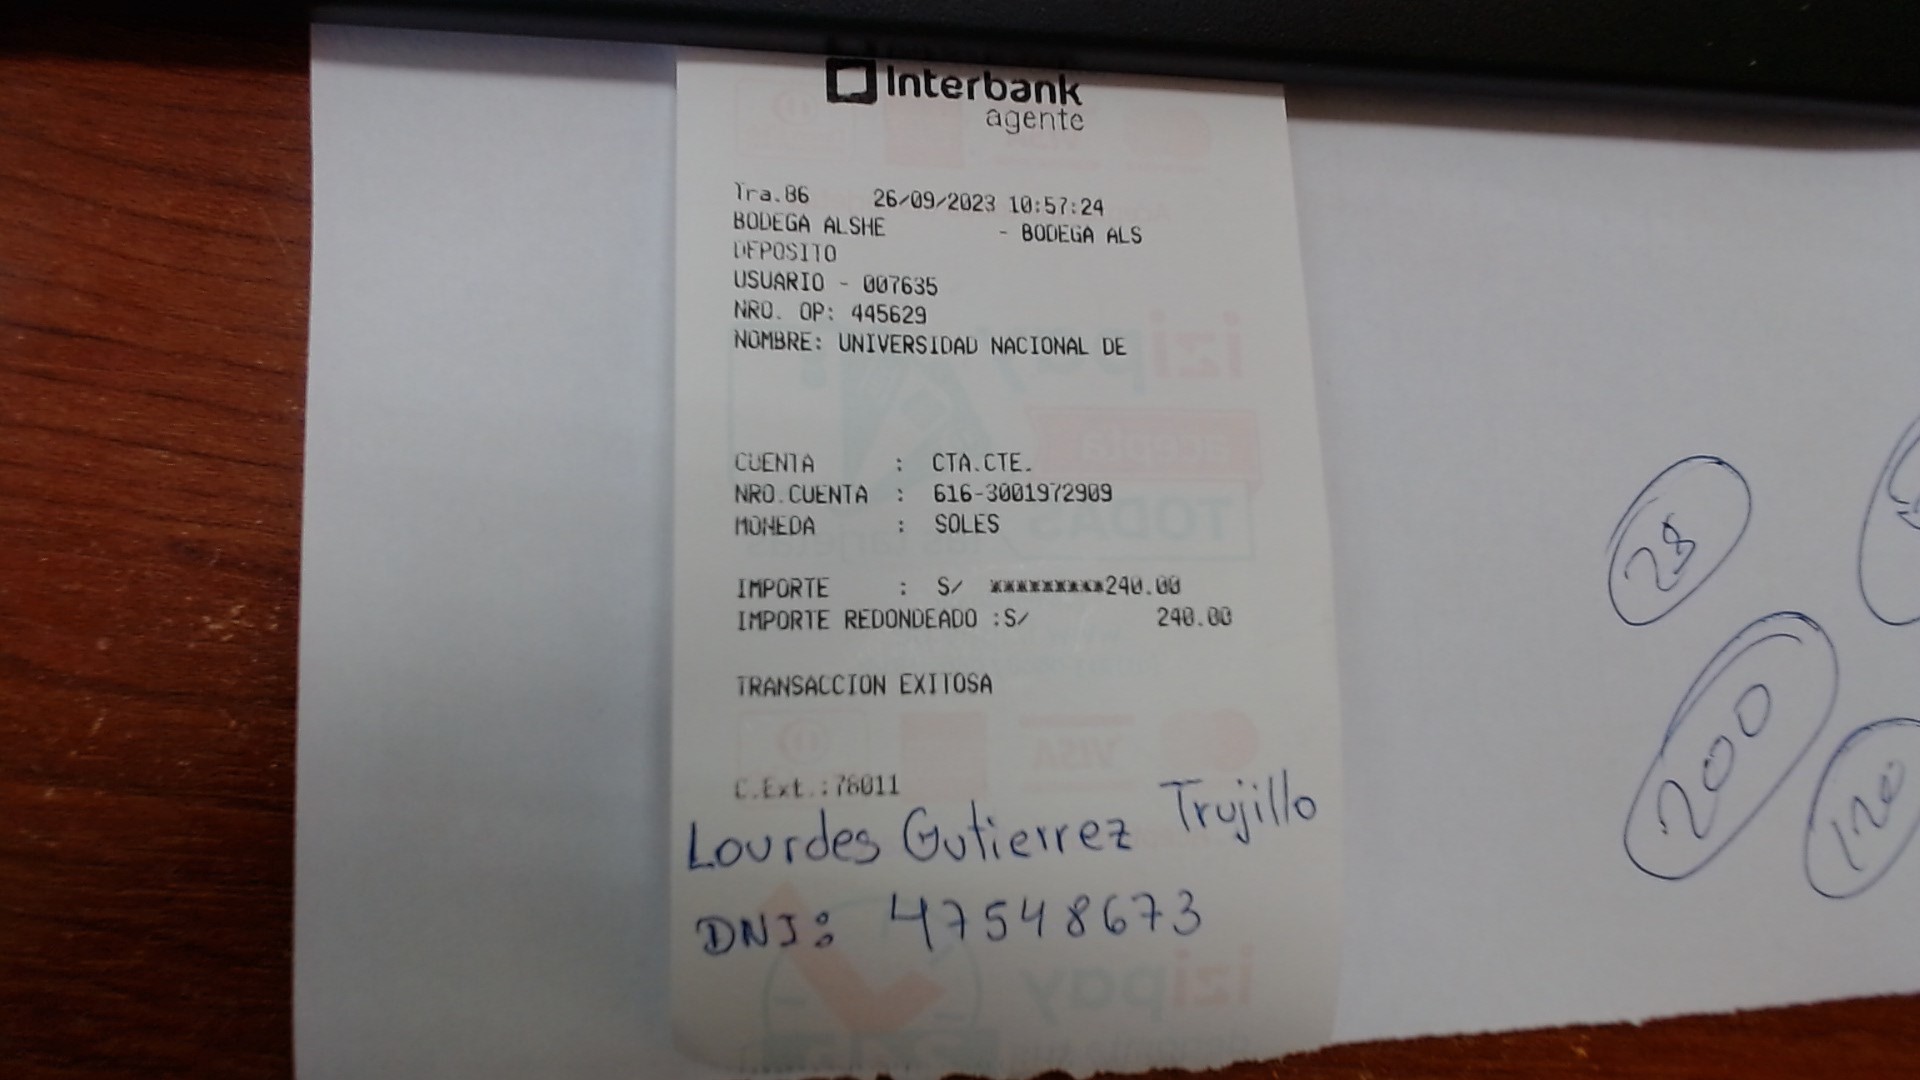 Interbank
agente
Tra.86 26/09/2023 10:57:24
BODEGA ALSHE - BODEGA ALS
DEPOSITO
USUARIO - 007635
NRO. OP: 445629
NOMBRE: UNIVERSIDAD NACIONAL DE
CUENTA : CTA.CTE.
NRO.CUENTA : 616-3001972909
MONEDA : SOLES
IMPORTE : S/ *********240.00
IMPORTE REDONDEADO :S/ 240.00
TRANSACCION EXITOSA
C.Ext.:76011
Lourdes Gutierrez Trujillo
DNI: 47548673
28
200
120